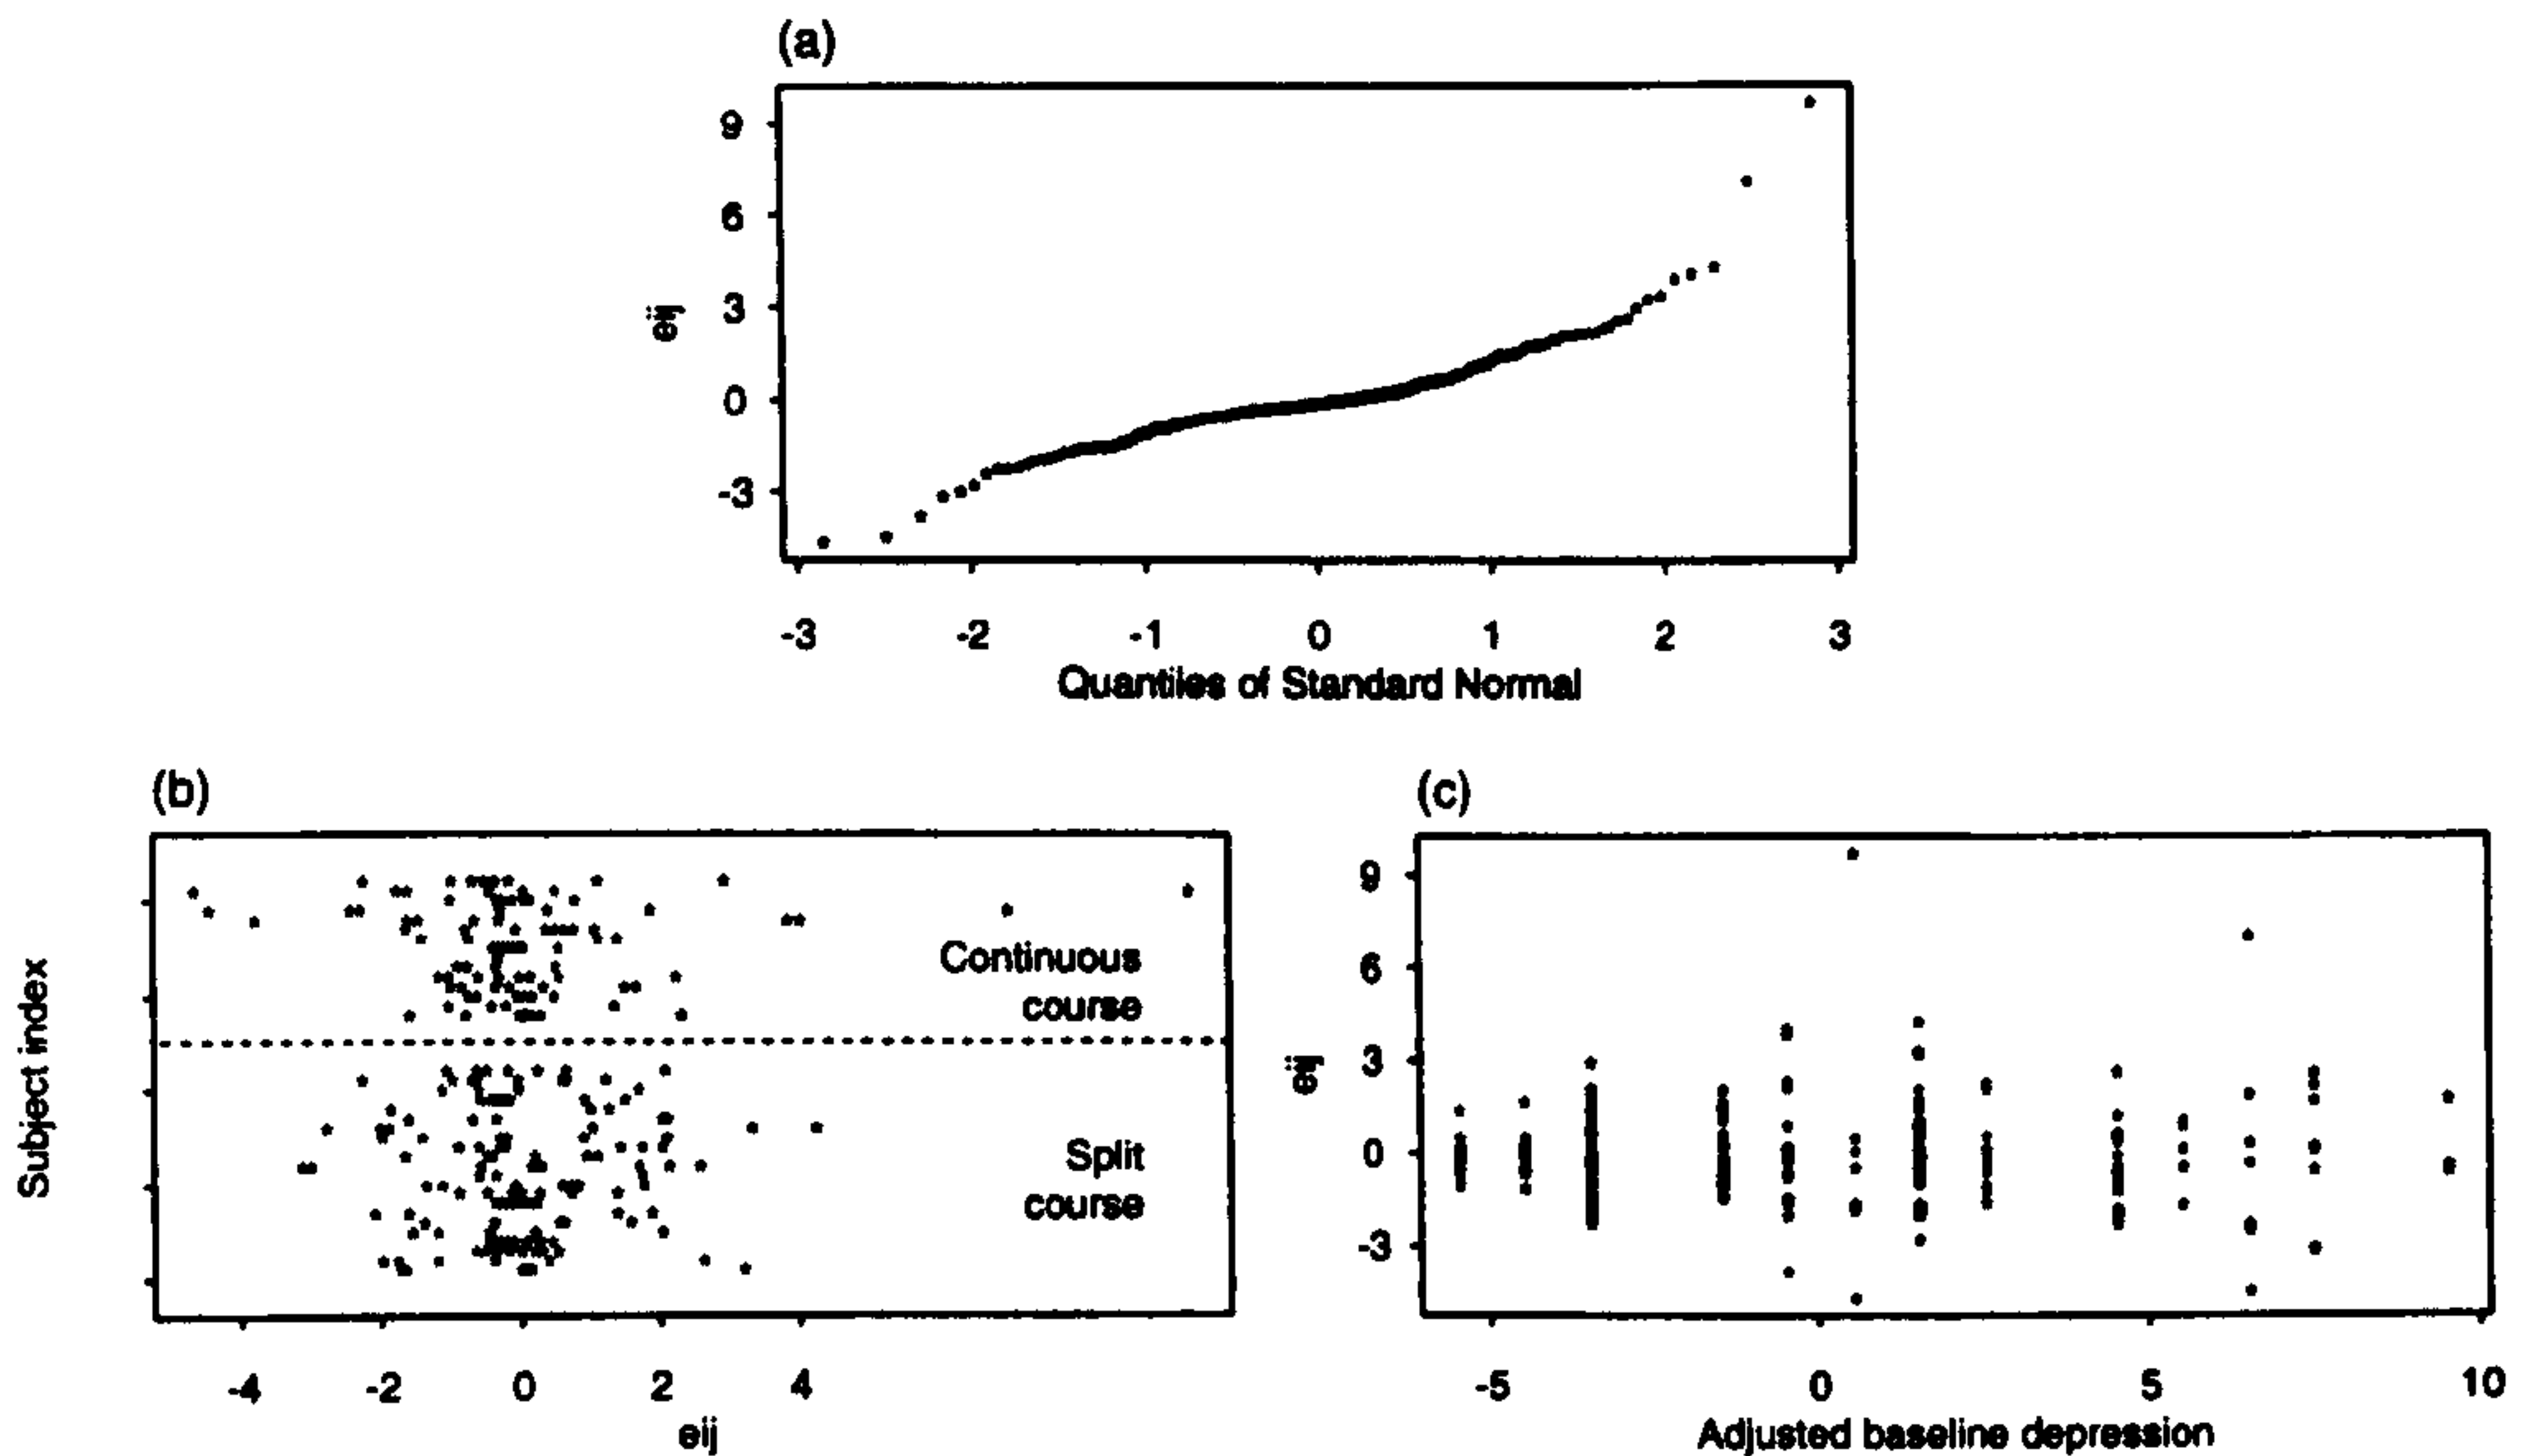 (a)
9
6
3
0
-3
eij
-3 -2 -1 0 1 2 3
Quantiles of Standard Normal
(b)
Subject index
Continuous
course
Split
course
-4 -2 0 2 4
eij
(c)
9
6
3
0
-3
eij
-5 0 5 10
Adjusted baseline depression